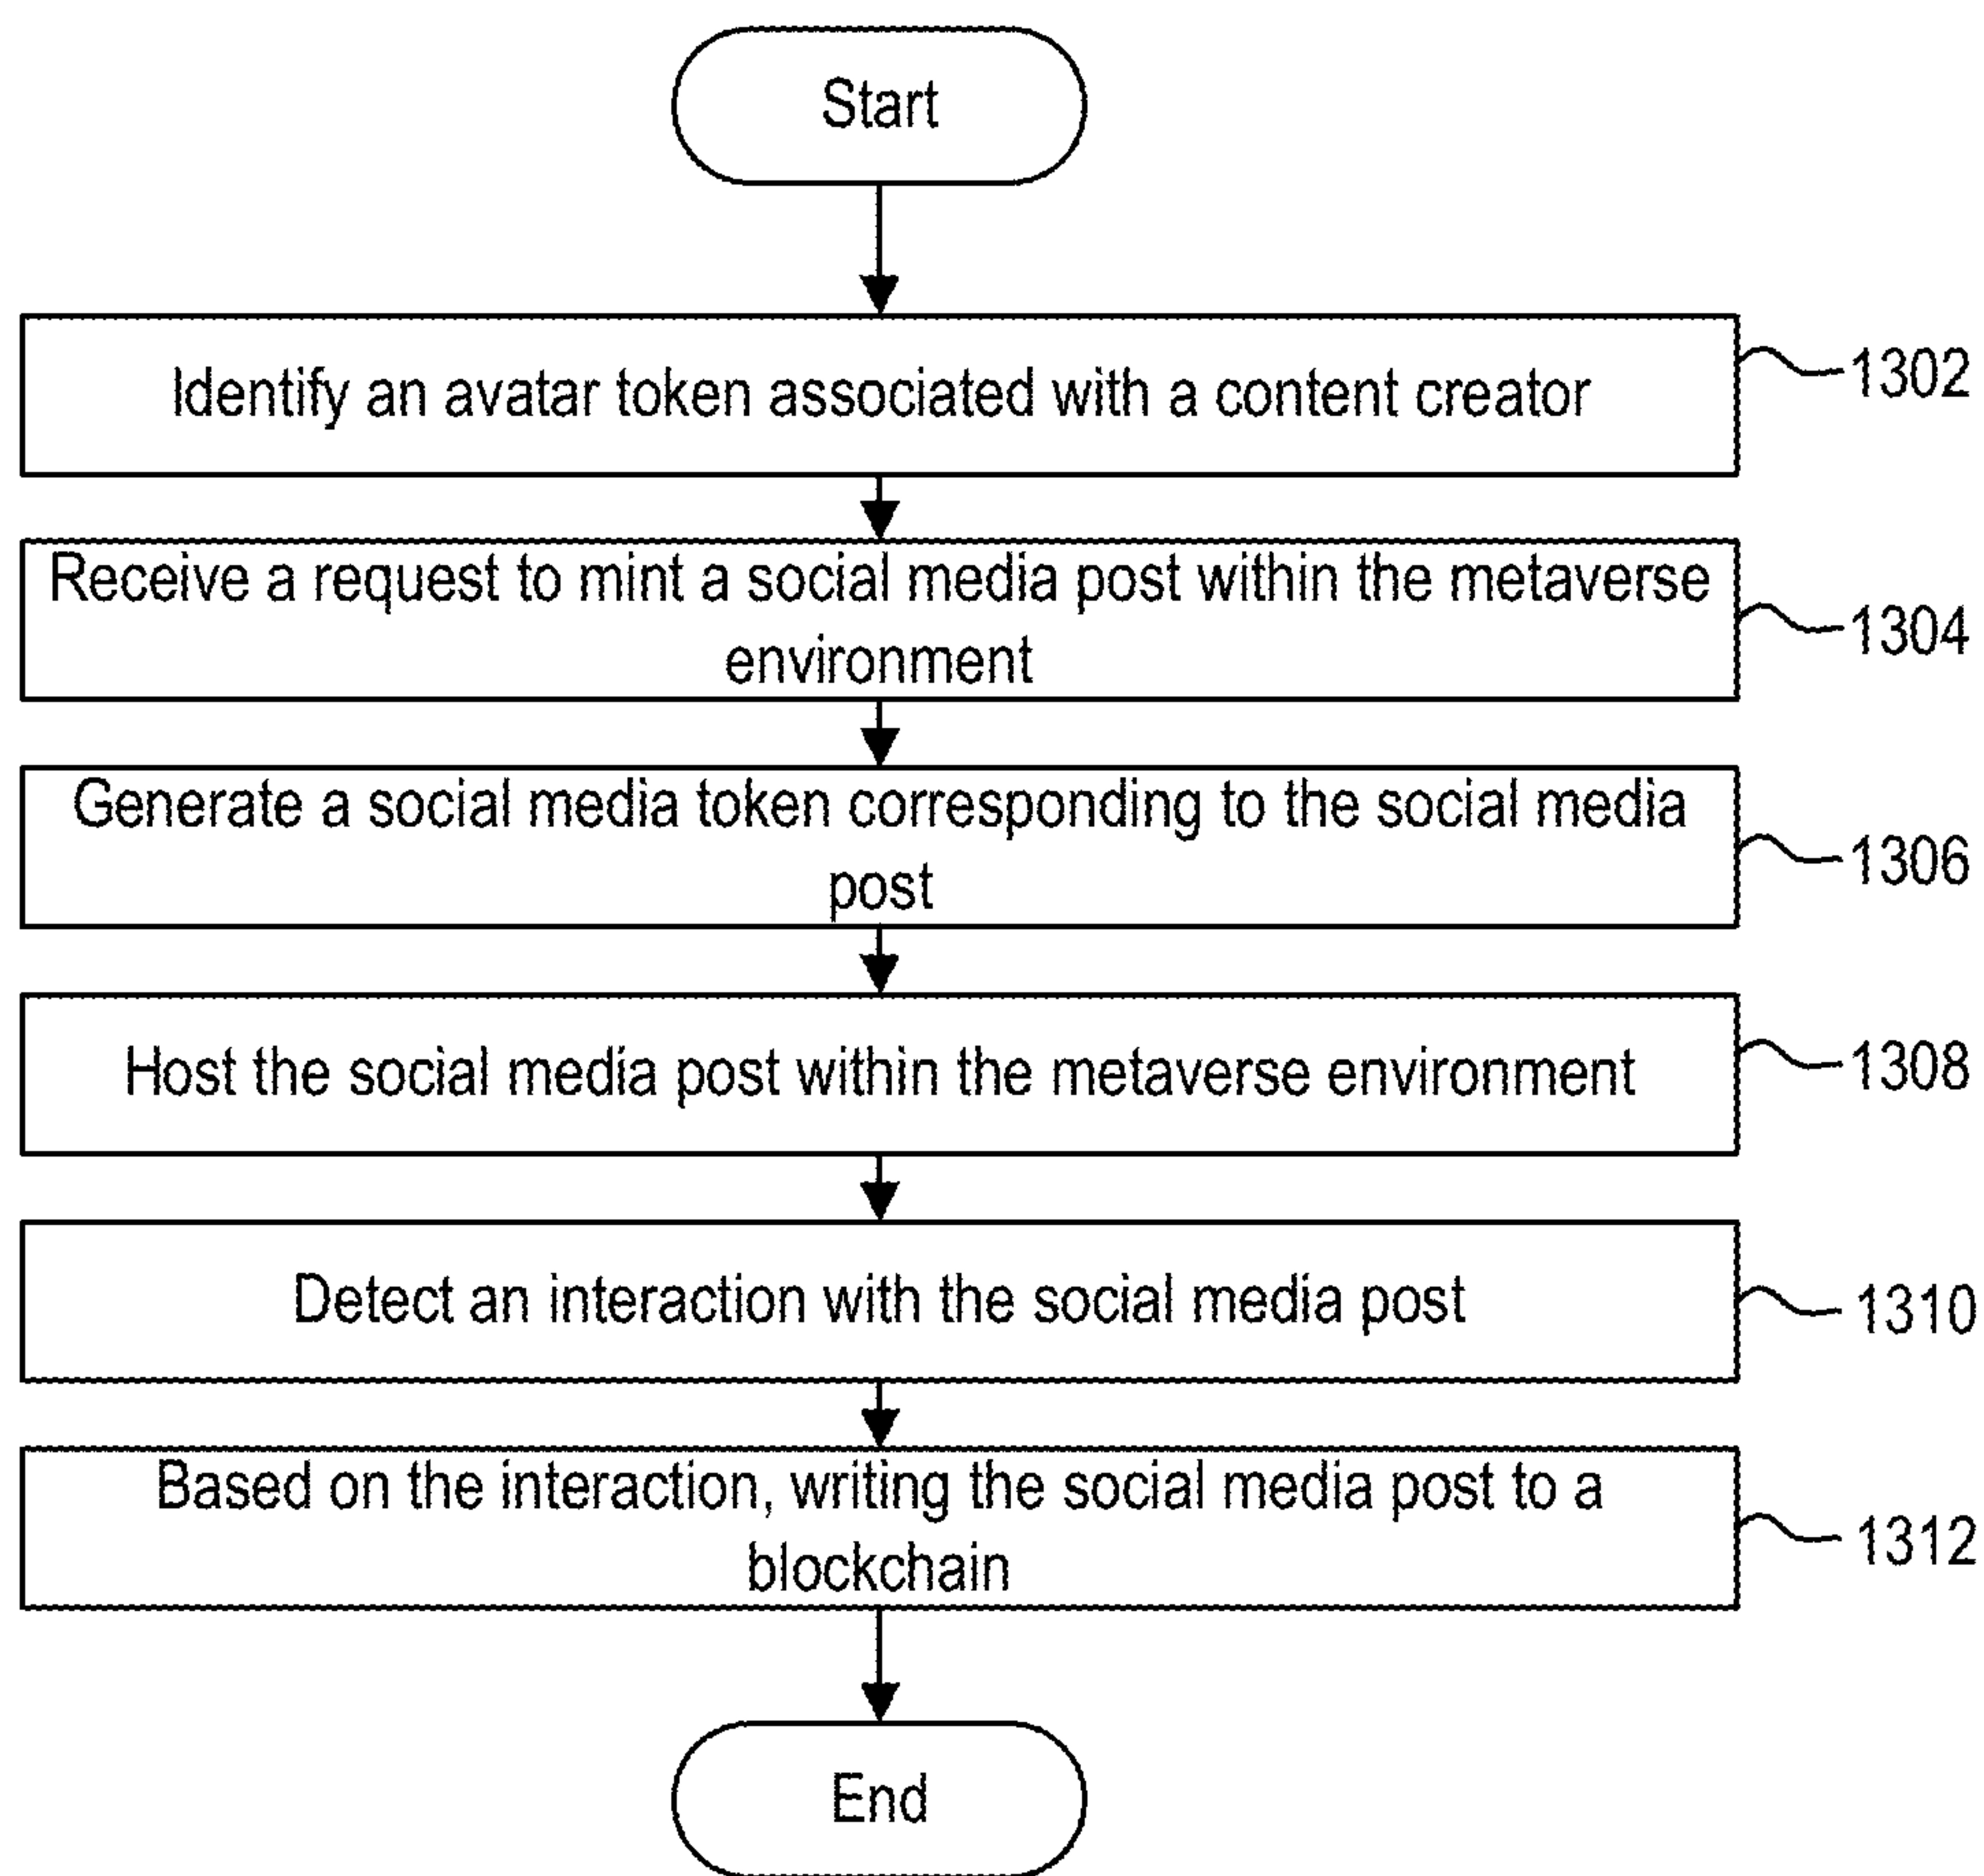 Start
Identify an avatar token associated with a content creator
1302
Receive a request to mint a social media post within the metaverse
environment
1304
Generate a social media token corresponding to the social media
post
1306
Host the social media post within the metaverse environment
1308
Detect an interaction with the social media post
1310
Based on the interaction, writing the social media post to a
blockchain
1312
End